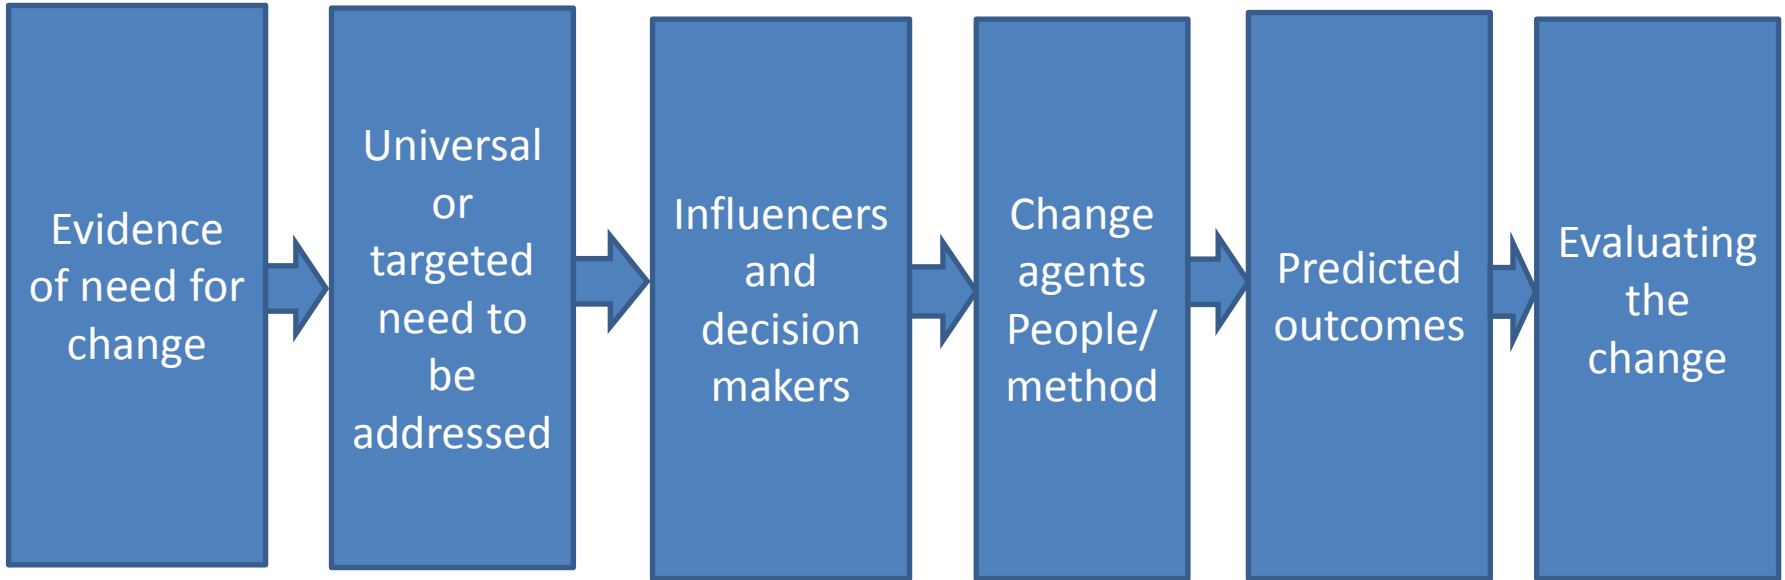 Evidence
of need for
change
Universal
or
targeted
need to
be
addressed
Influencers
and
decision
makers
Change
agents
People/
method
Predicted
outcomes
Evaluating
the
change